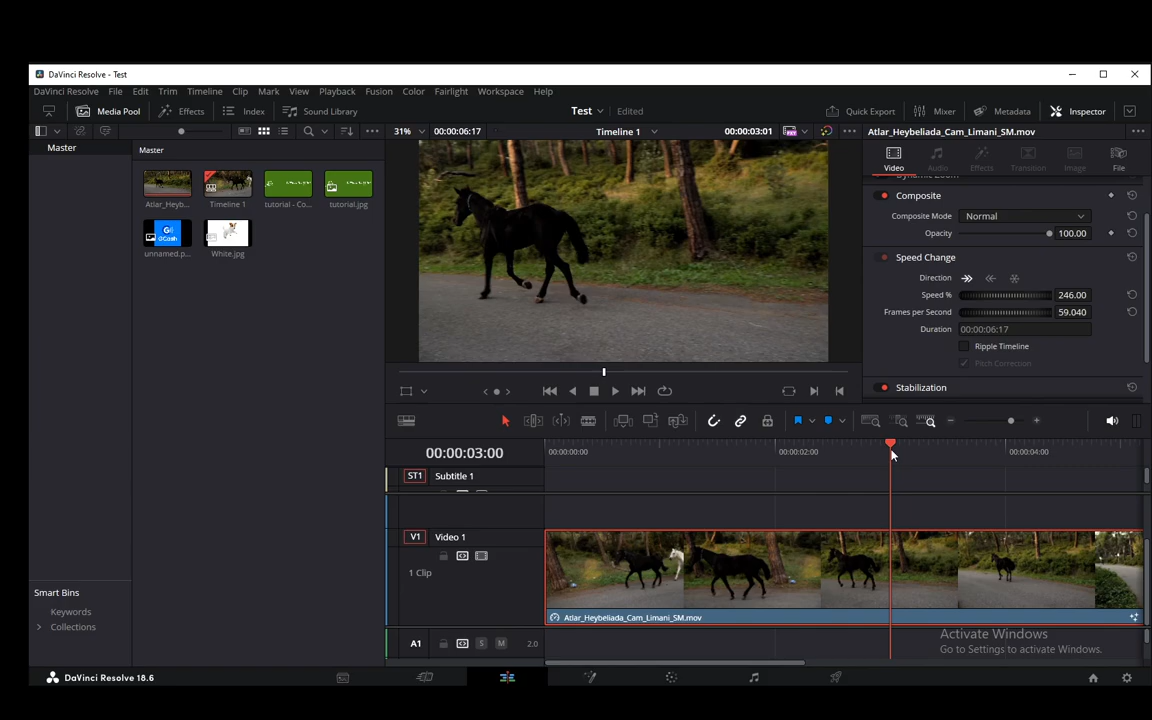 DaVinci Resolve - Test
DaVinci Resolve File Edit Trim Timeline Clip Mark View Playback Fusion Color Fairlight Workspace Help
Media Pool Effects Index Sound Library Test Edited Quick Export Mixer Metadata Inspector
31% 00:00:06:17 Timeline 1 00:00:03:01 Atlar_Heybeliada_Cam_Limani_SM.mov
Master
Master
Video Audio Effects Transition Image File
Dynamic Zoom
Composite
Composite Mode Normal
Opacity 100.00
Speed Change
Direction
Speed % 246.00
Frames per Second 59.040
Duration 00:00:06:17
Ripple Timeline
Pitch Correction
Stabilization
Atlar_Heyb... Timeline 1 tutorial - Co... tutorial.jpg
Gi
GCash
unnamed.p... White.jpg
00:00:03:00
00:00:00:00 00:00:02:00 00:00:04:00
ST1 Subtitle 1
V1 Video 1
1 Clip
Atlar_Heybeliada_Cam_Limani_SM.mov
A1 S M 2.0
Smart Bins
Keywords
Collections
Activate Windows
Go to Settings to activate Windows.
DaVinci Resolve 18.6